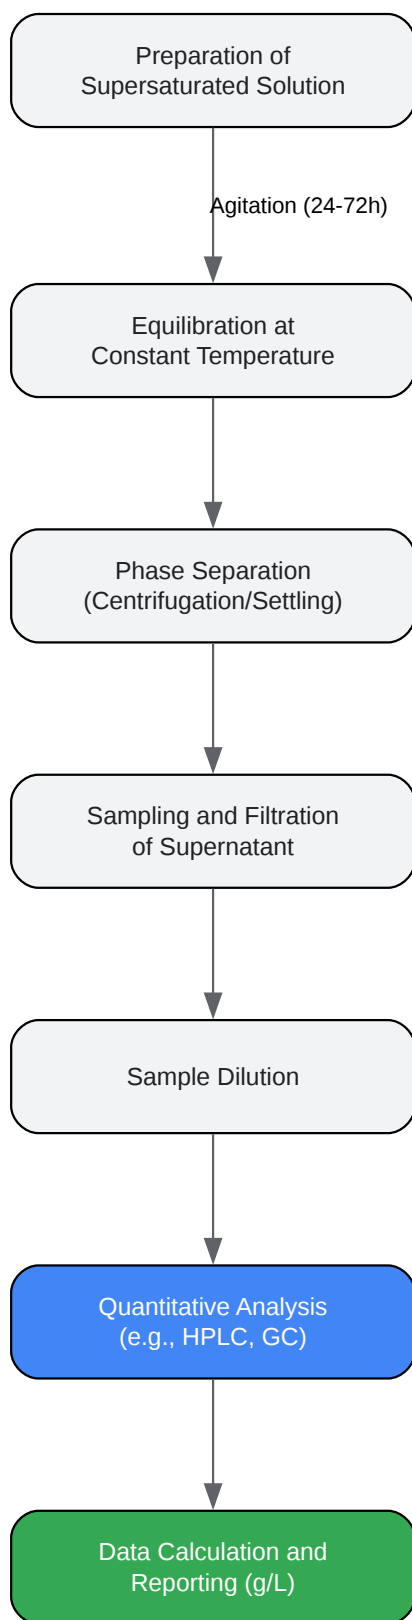 Preparation of
Supersaturated Solution
Agitation (24-72h)
Equilibration at
Constant Temperature
Phase Separation
(Centrifugation/Settling)
Sampling and Filtration
of Supernatant
Sample Dilution
Quantitative Analysis
(e.g., HPLC, GC)
Data Calculation and
Reporting (g/L)